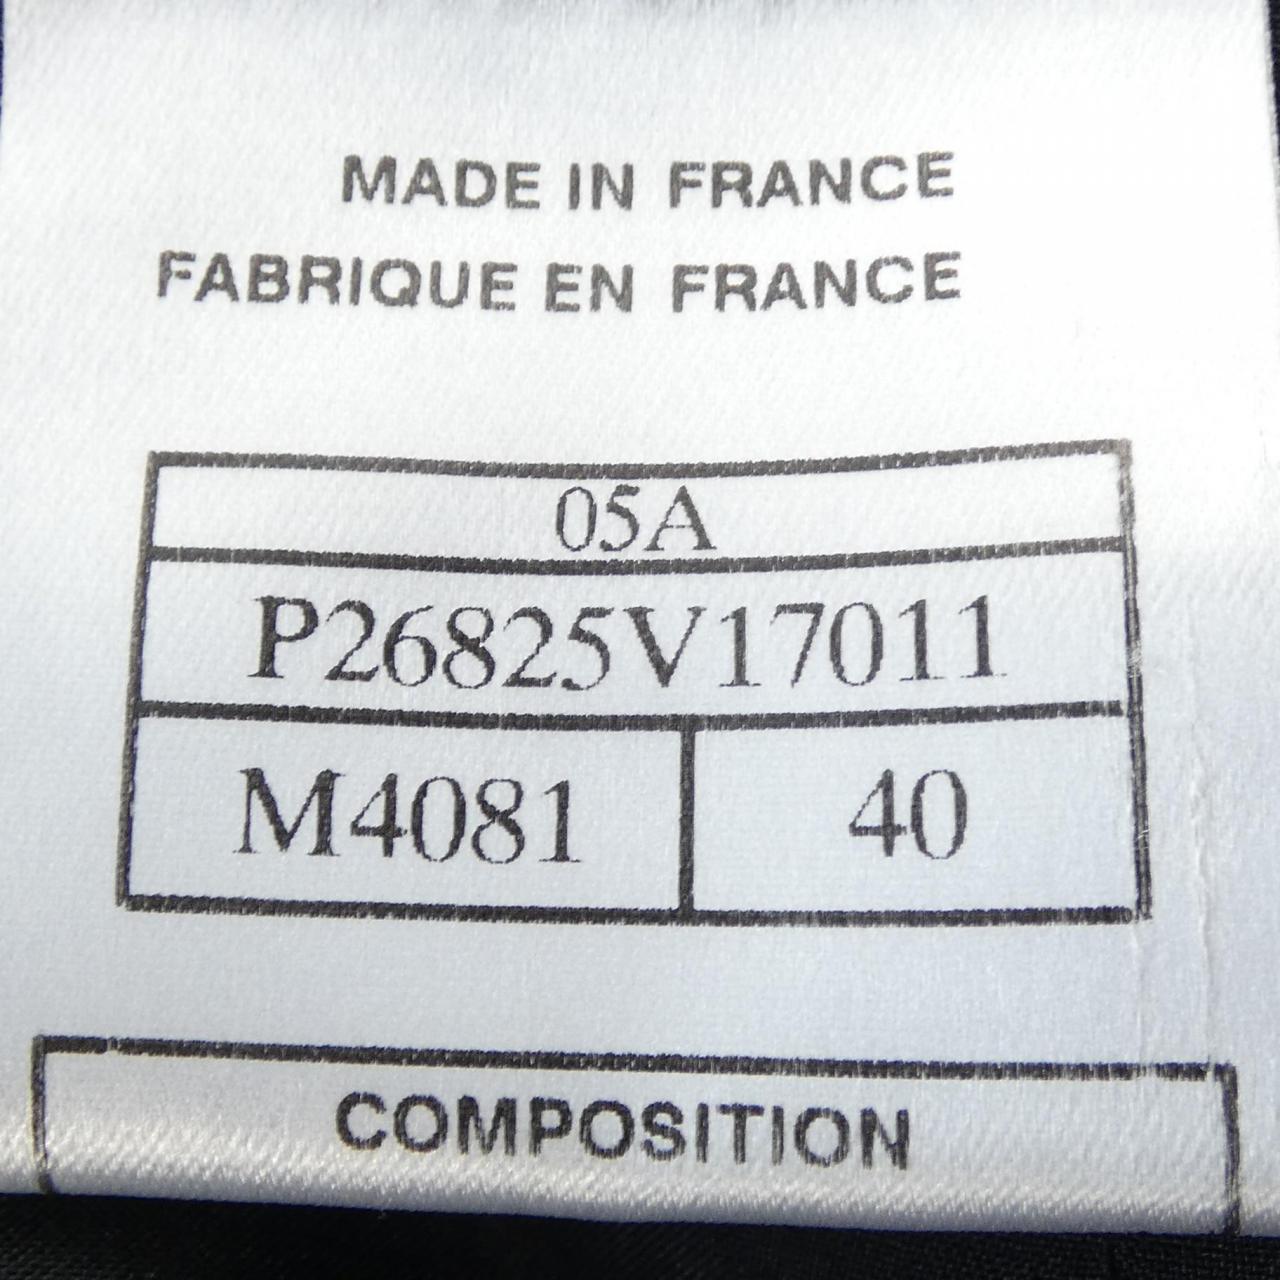 MADE IN FRANCE
FABRIQUE EN FRANCE
05A
P26825V17011
M4081 40
COMPOSITION